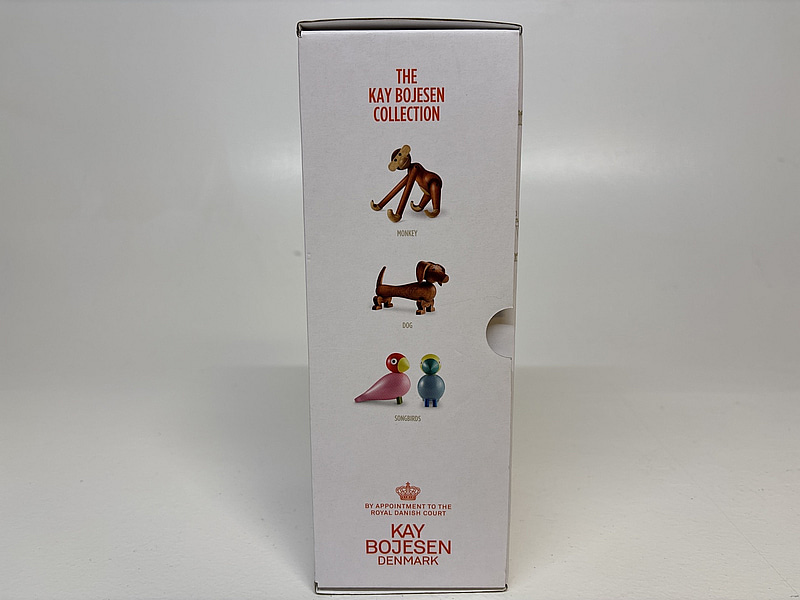 THE
KAY BOJESEN
COLLECTION
MONKEY
DOG
SONGBIRDS
BY APPOINTMENT TO THE
ROYAL DANISH COURT
KAY
BOJESEN
DENMARK